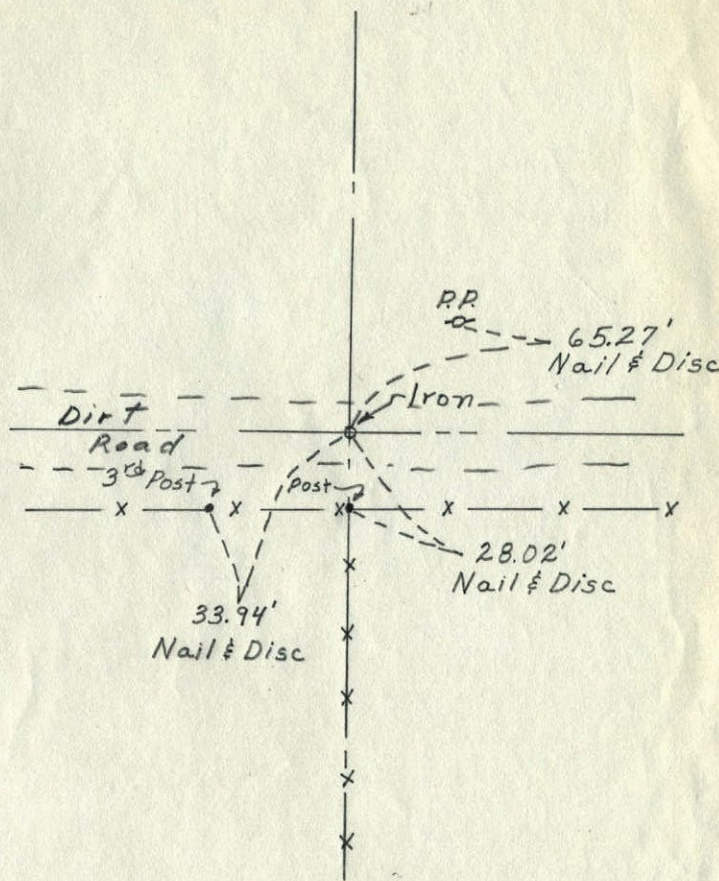 P.P.
65.27'
Nail & Disc
Iron
Dirt
Road
3rd Post
Post
28.02'
Nail & Disc
33.94'
Nail & Disc